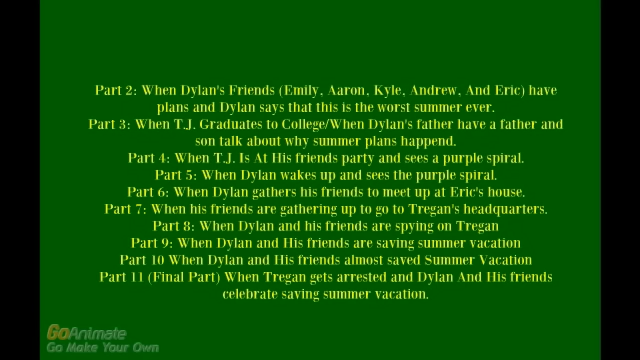 Part 2: When Dylan's Friends (Emily, Aaron, Kyle, Andrew, And Eric) have
plans and Dylan says that this is the worst summer ever.
Part 3: When T.J. Graduates to College/When Dylan's father have a father and
son talk about why summer plans happend.
Part 4: When T.J. Is At His friends party and sees a purple spiral.
Part 5: When Dylan wakes up and sees the purple spiral.
Part 6: When Dylan gathers his friends to meet up at Eric's house.
Part 7: When his friends are gathering up to go to Tregan's headquarters.
Part 8: When Dylan and his friends are spying on Tregan
Part 9: When Dylan and His friends are saving summer vacation
Part 10 When Dylan and His friends almost saved Summer Vacation
Part 11 (Final Part) When Tregan gets arrested and Dylan And His friends
celebrate saving summer vacation.
GoAnimate
Go Make Your Own